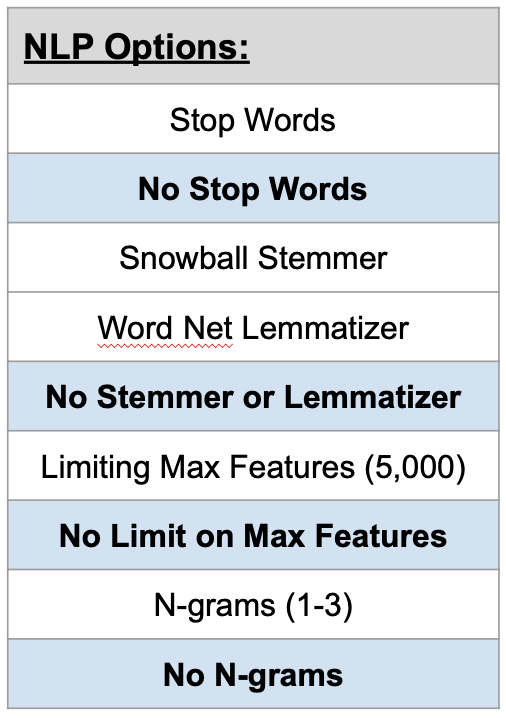 NLP Options:
Stop Words
No Stop Words
Snowball Stemmer
Word Net Lemmatizer
No Stemmer or Lemmatizer
Limiting Max Features (5,000)
No Limit on Max Features
N-grams (1-3)
No N-grams